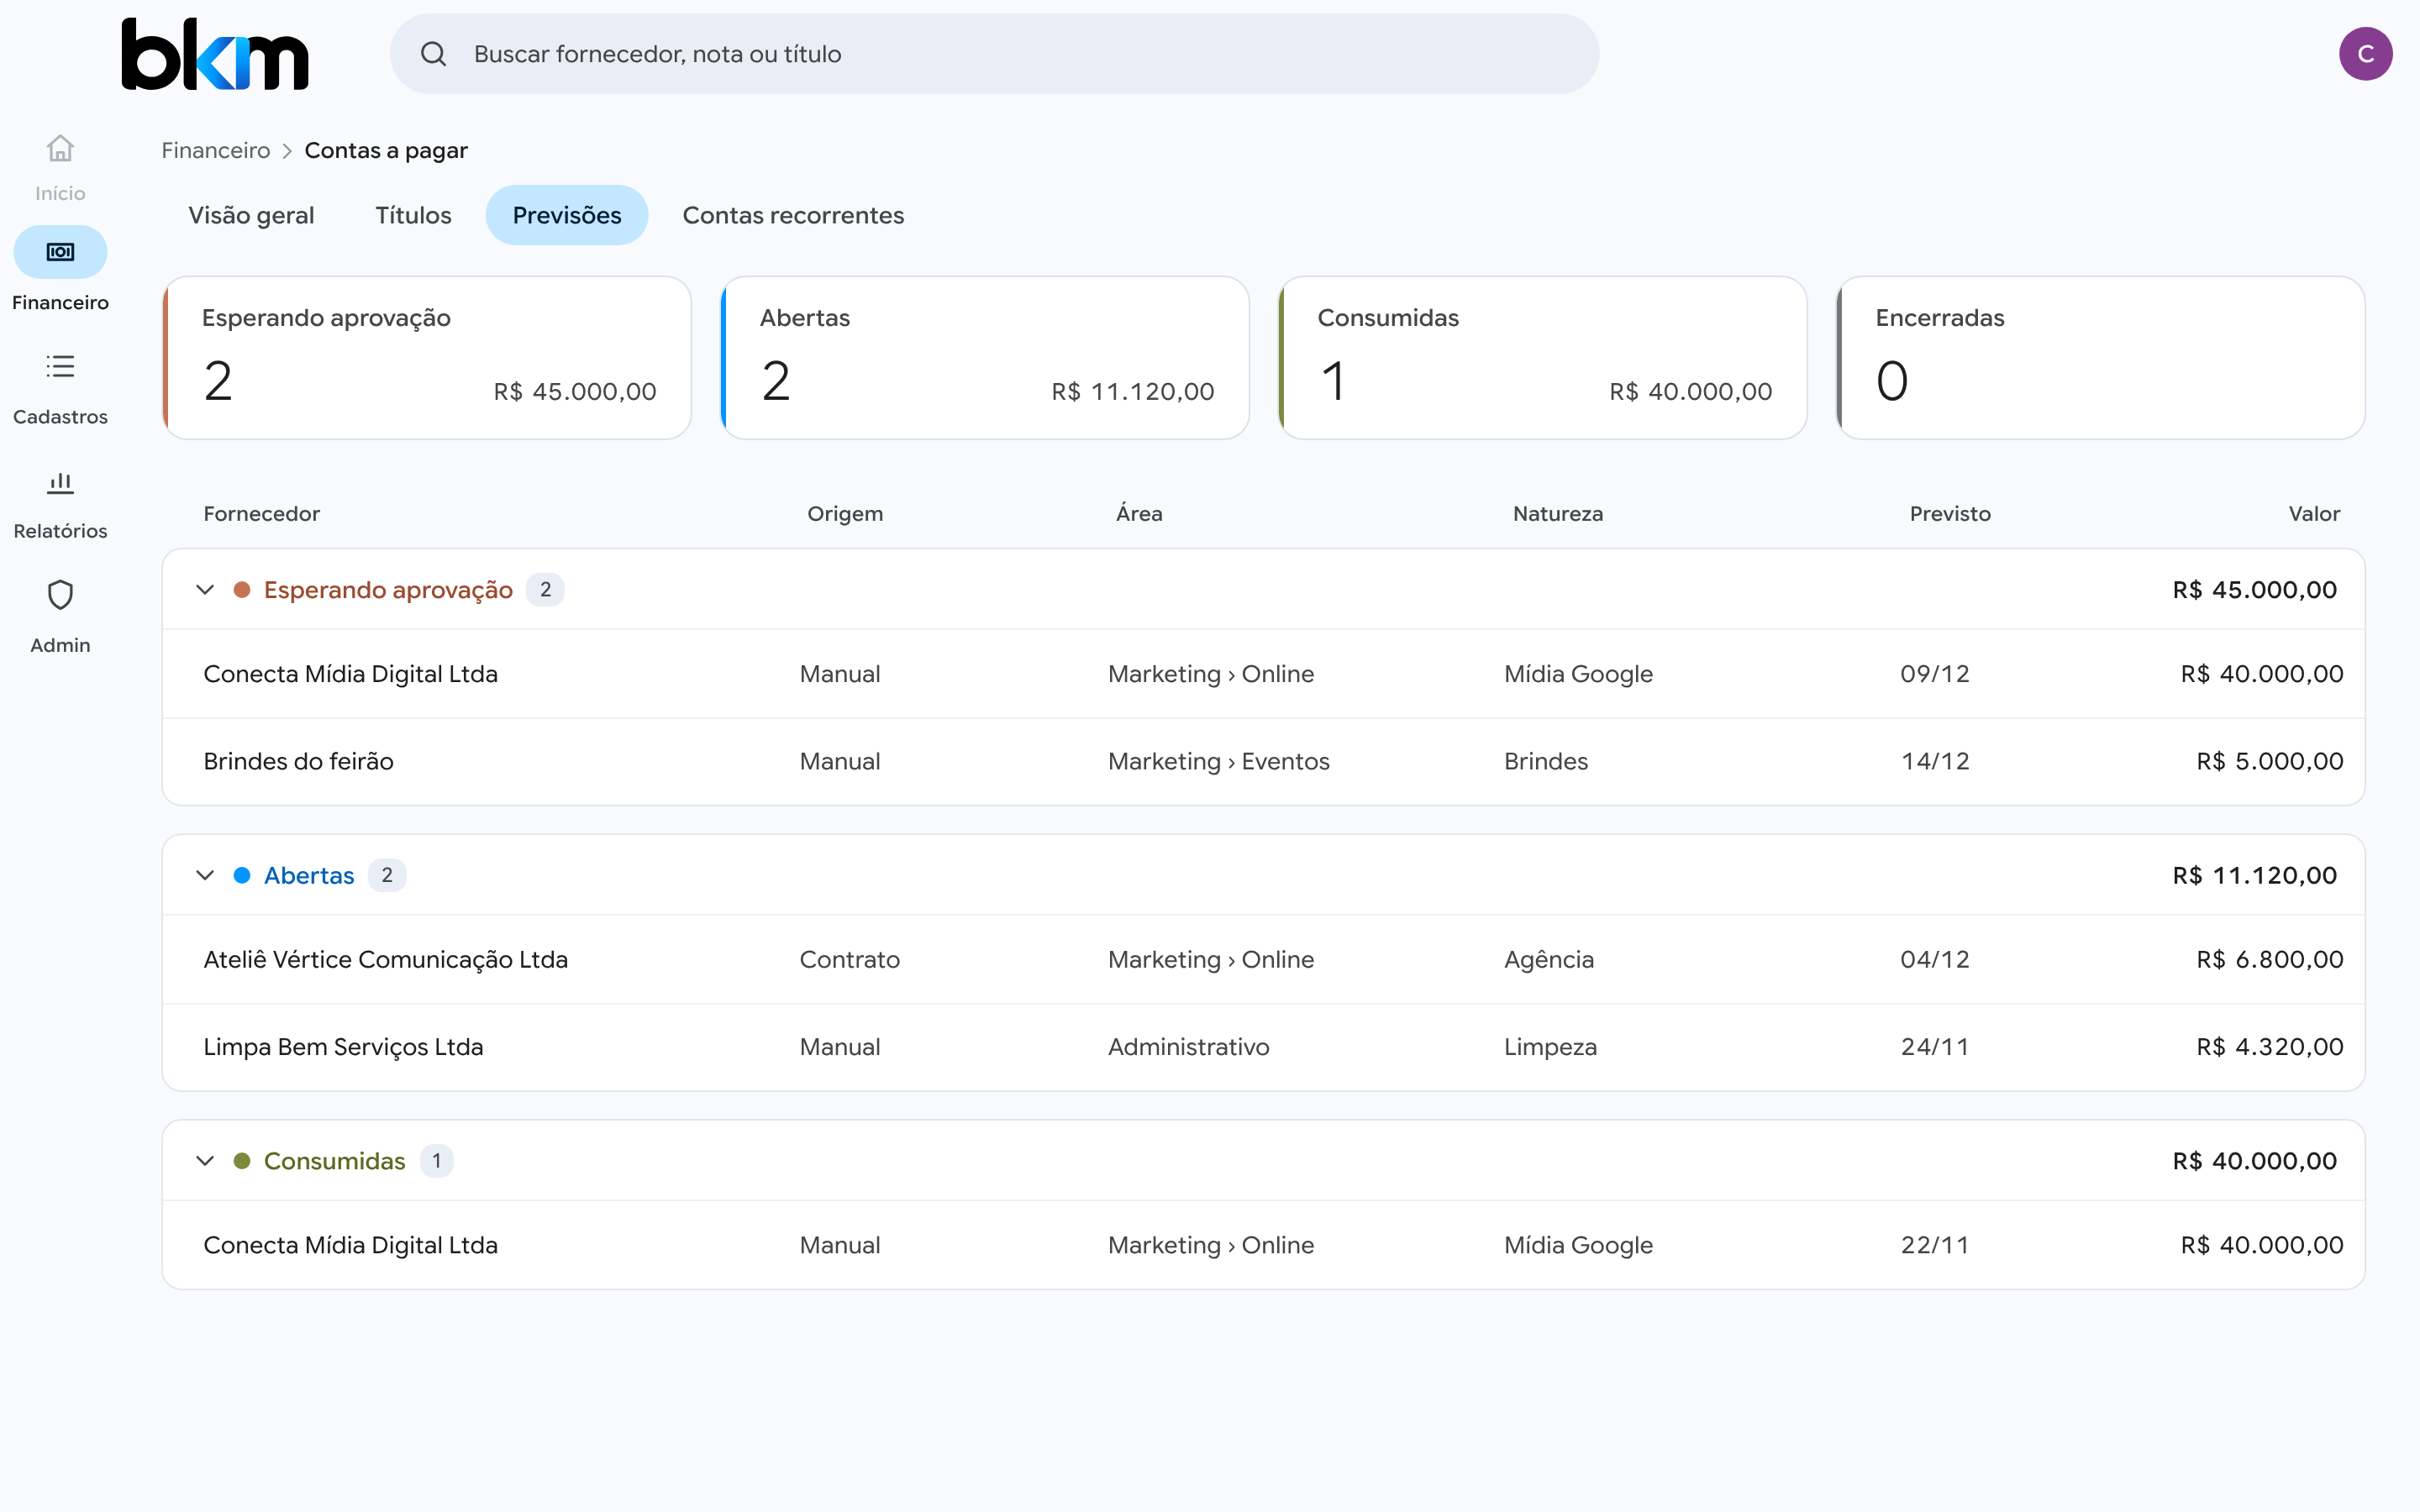 bkm
Buscar fornecedor, nota ou título
C
Início
Financeiro
Cadastros
Relatórios
Admin
Financeiro > Contas a pagar
Visão geral Títulos Previsões Contas recorrentes
Esperando aprovação
2 R$ 45.000,00
Abertas
2 R$ 11.120,00
Consumidas
1 R$ 40.000,00
Encerradas
0
Fornecedor Origem Área Natureza Previsto Valor
Esperando aprovação 2 R$ 45.000,00
Conecta Mídia Digital Ltda Manual Marketing › Online Mídia Google 09/12 R$ 40.000,00
Brindes do feirão Manual Marketing › Eventos Brindes 14/12 R$ 5.000,00
Abertas 2 R$ 11.120,00
Ateliê Vértice Comunicação Ltda Contrato Marketing › Online Agência 04/12 R$ 6.800,00
Limpa Bem Serviços Ltda Manual Administrativo Limpeza 24/11 R$ 4.320,00
Consumidas 1 R$ 40.000,00
Conecta Mídia Digital Ltda Manual Marketing › Online Mídia Google 22/11 R$ 40.000,00